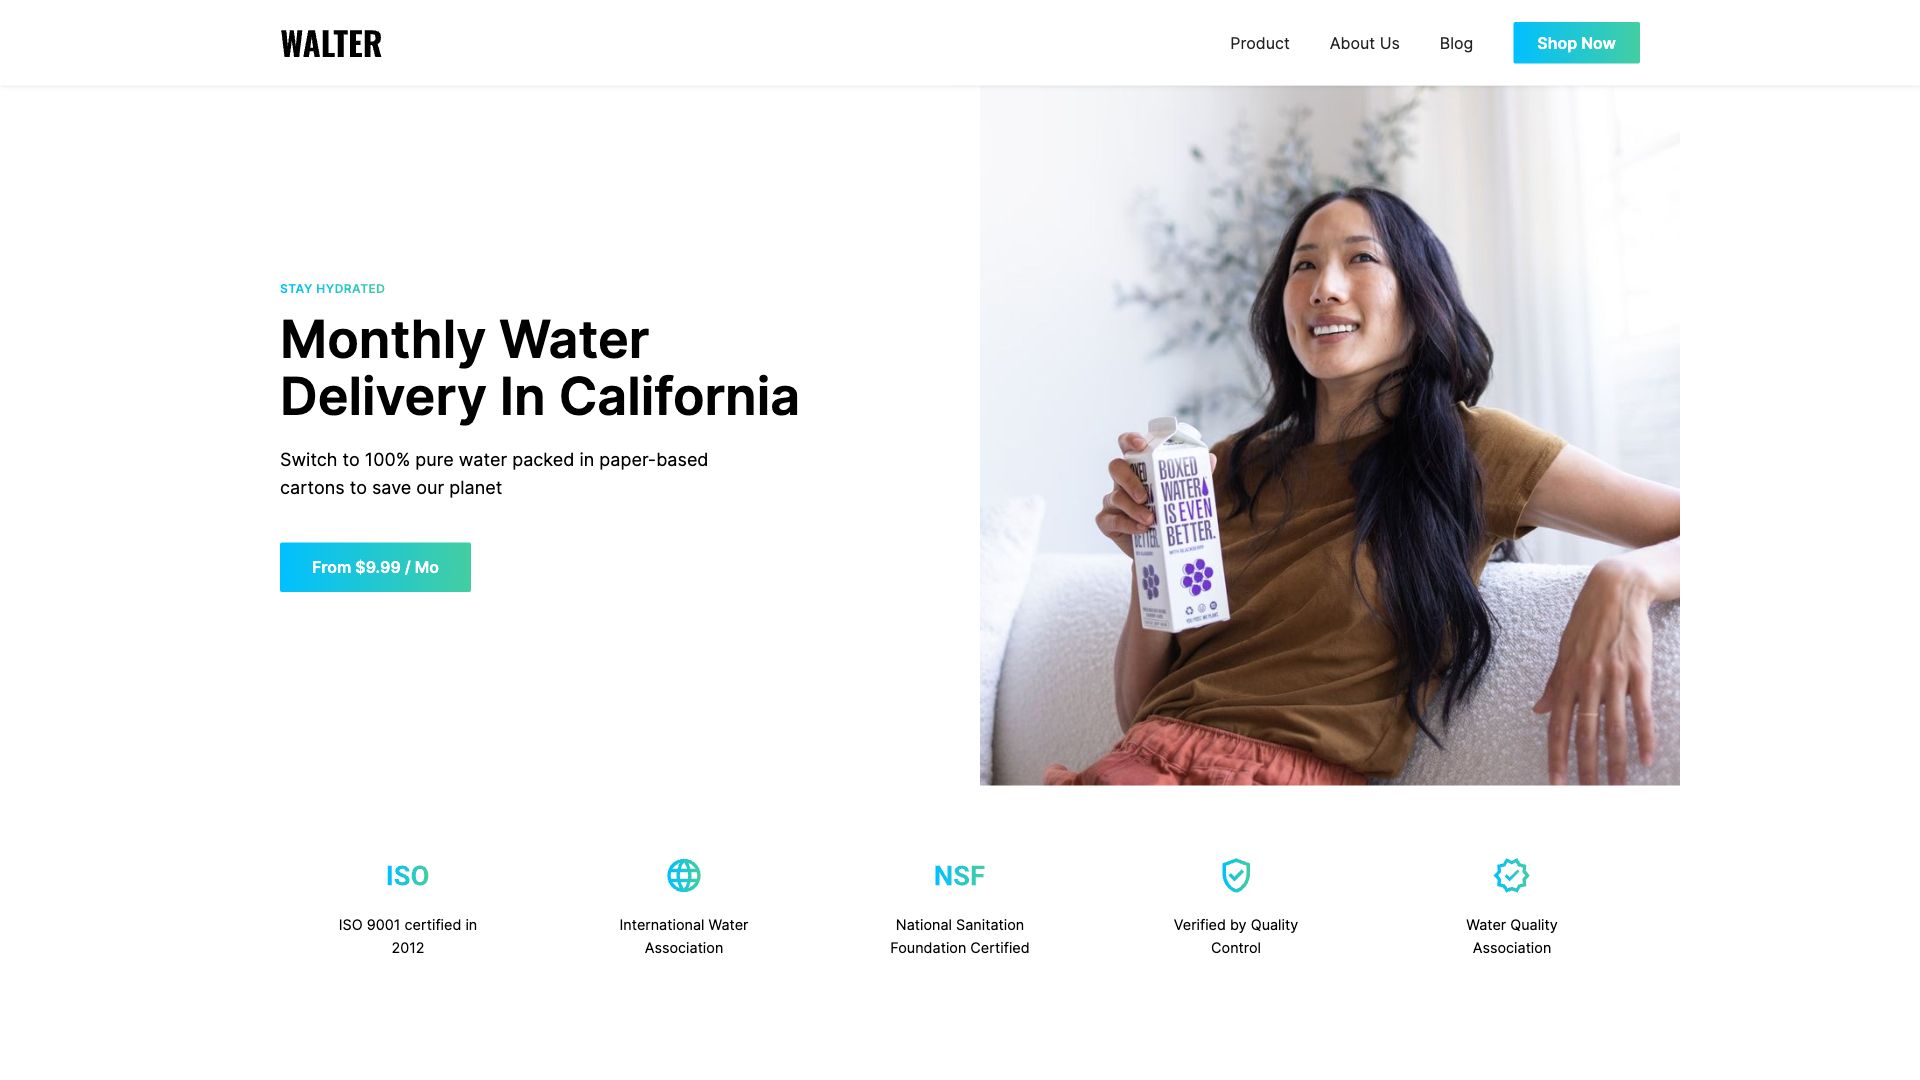 WALTER
Product
About Us
Blog
Shop Now
STAY HYDRATED
Monthly Water
Delivery In California
Switch to 100% pure water packed in paper-based
cartons to save our planet
From $9.99 / Mo
BOXED
WATER
IS EVEN
BETTER.
WITH BLACKBERRY
ISO
ISO 9001 certified in
2012
International Water
Association
NSF
National Sanitation
Foundation Certified
Verified by Quality
Control
Water Quality
Association